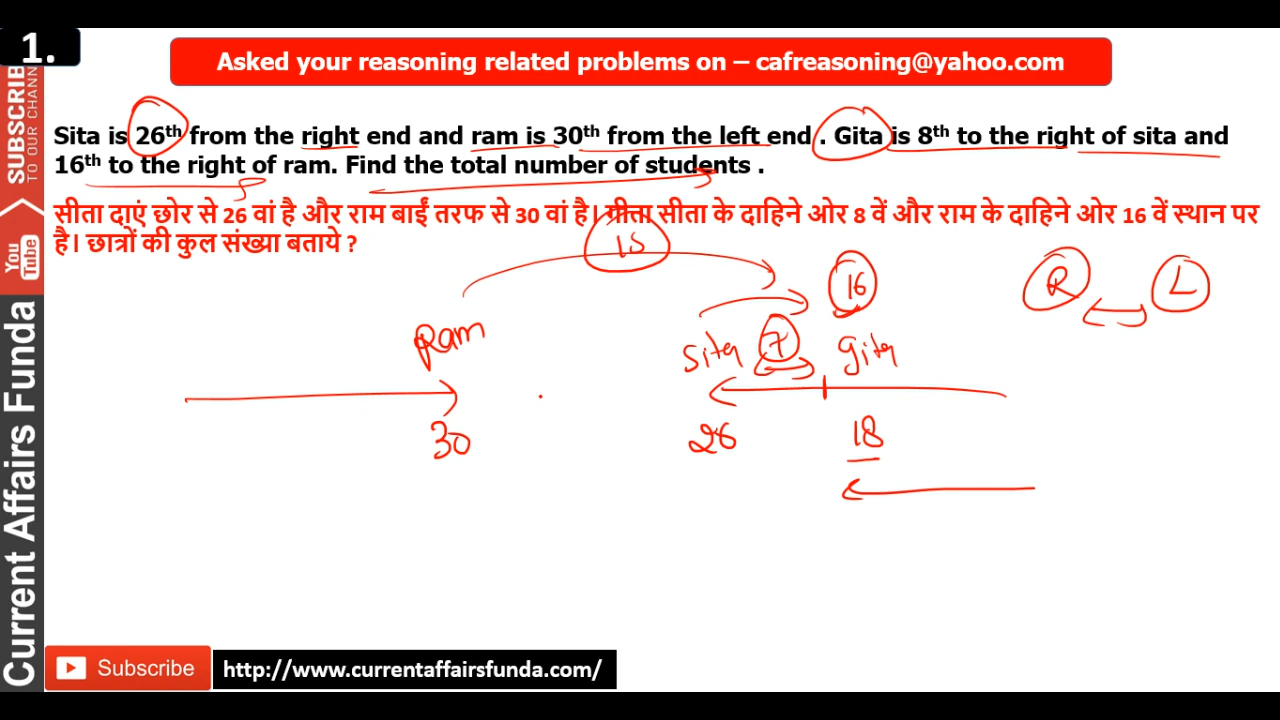 1.
Asked your reasoning related problems on – cafreasoning@yahoo.com
Sita is 26th from the right end and ram is 30th from the left end . Gita is 8th to the right of sita and
16th to the right of ram. Find the total number of students .
सीता दाएं छोर से 26 वां है और राम बाईं तरफ से 30 वां है। गीता सीता के दाहिने ओर 8 वें और राम के दाहिने ओर 16 वें स्थान पर
है। छात्रों की कुल संख्या बताये ?
15
16
R
L
Ram
Sita
7
Gita
30
26
18
SUBSCRIBE
TO OUR CHANN
You
Tube
Current Affairs Funda
Subscribe
http://www.currentaffairsfunda.com/